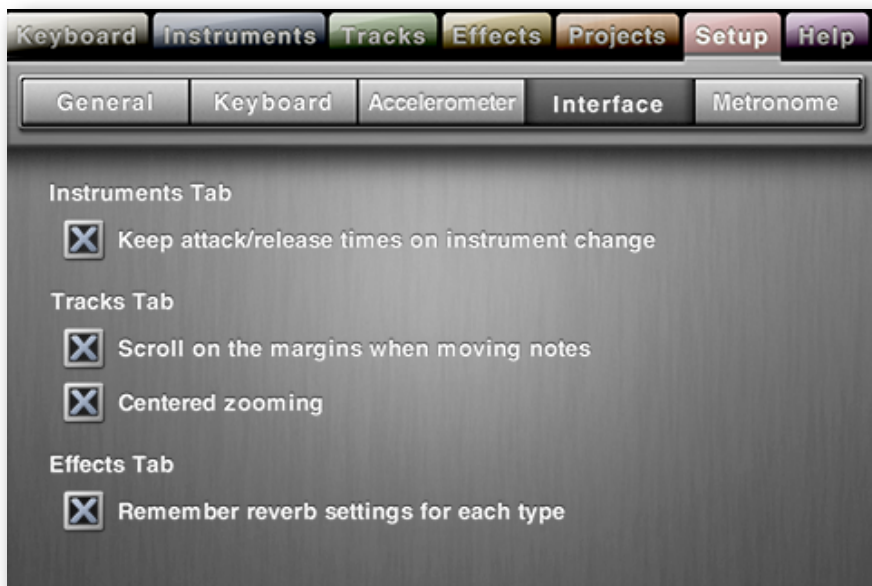 Keyboard Instruments Tracks Effects Projects Setup Help
General Keyboard Accelerometer Interface Metronome
Instruments Tab
Keep attack/release times on instrument change
Tracks Tab
Scroll on the margins when moving notes
Centered zooming
Effects Tab
Remember reverb settings for each type